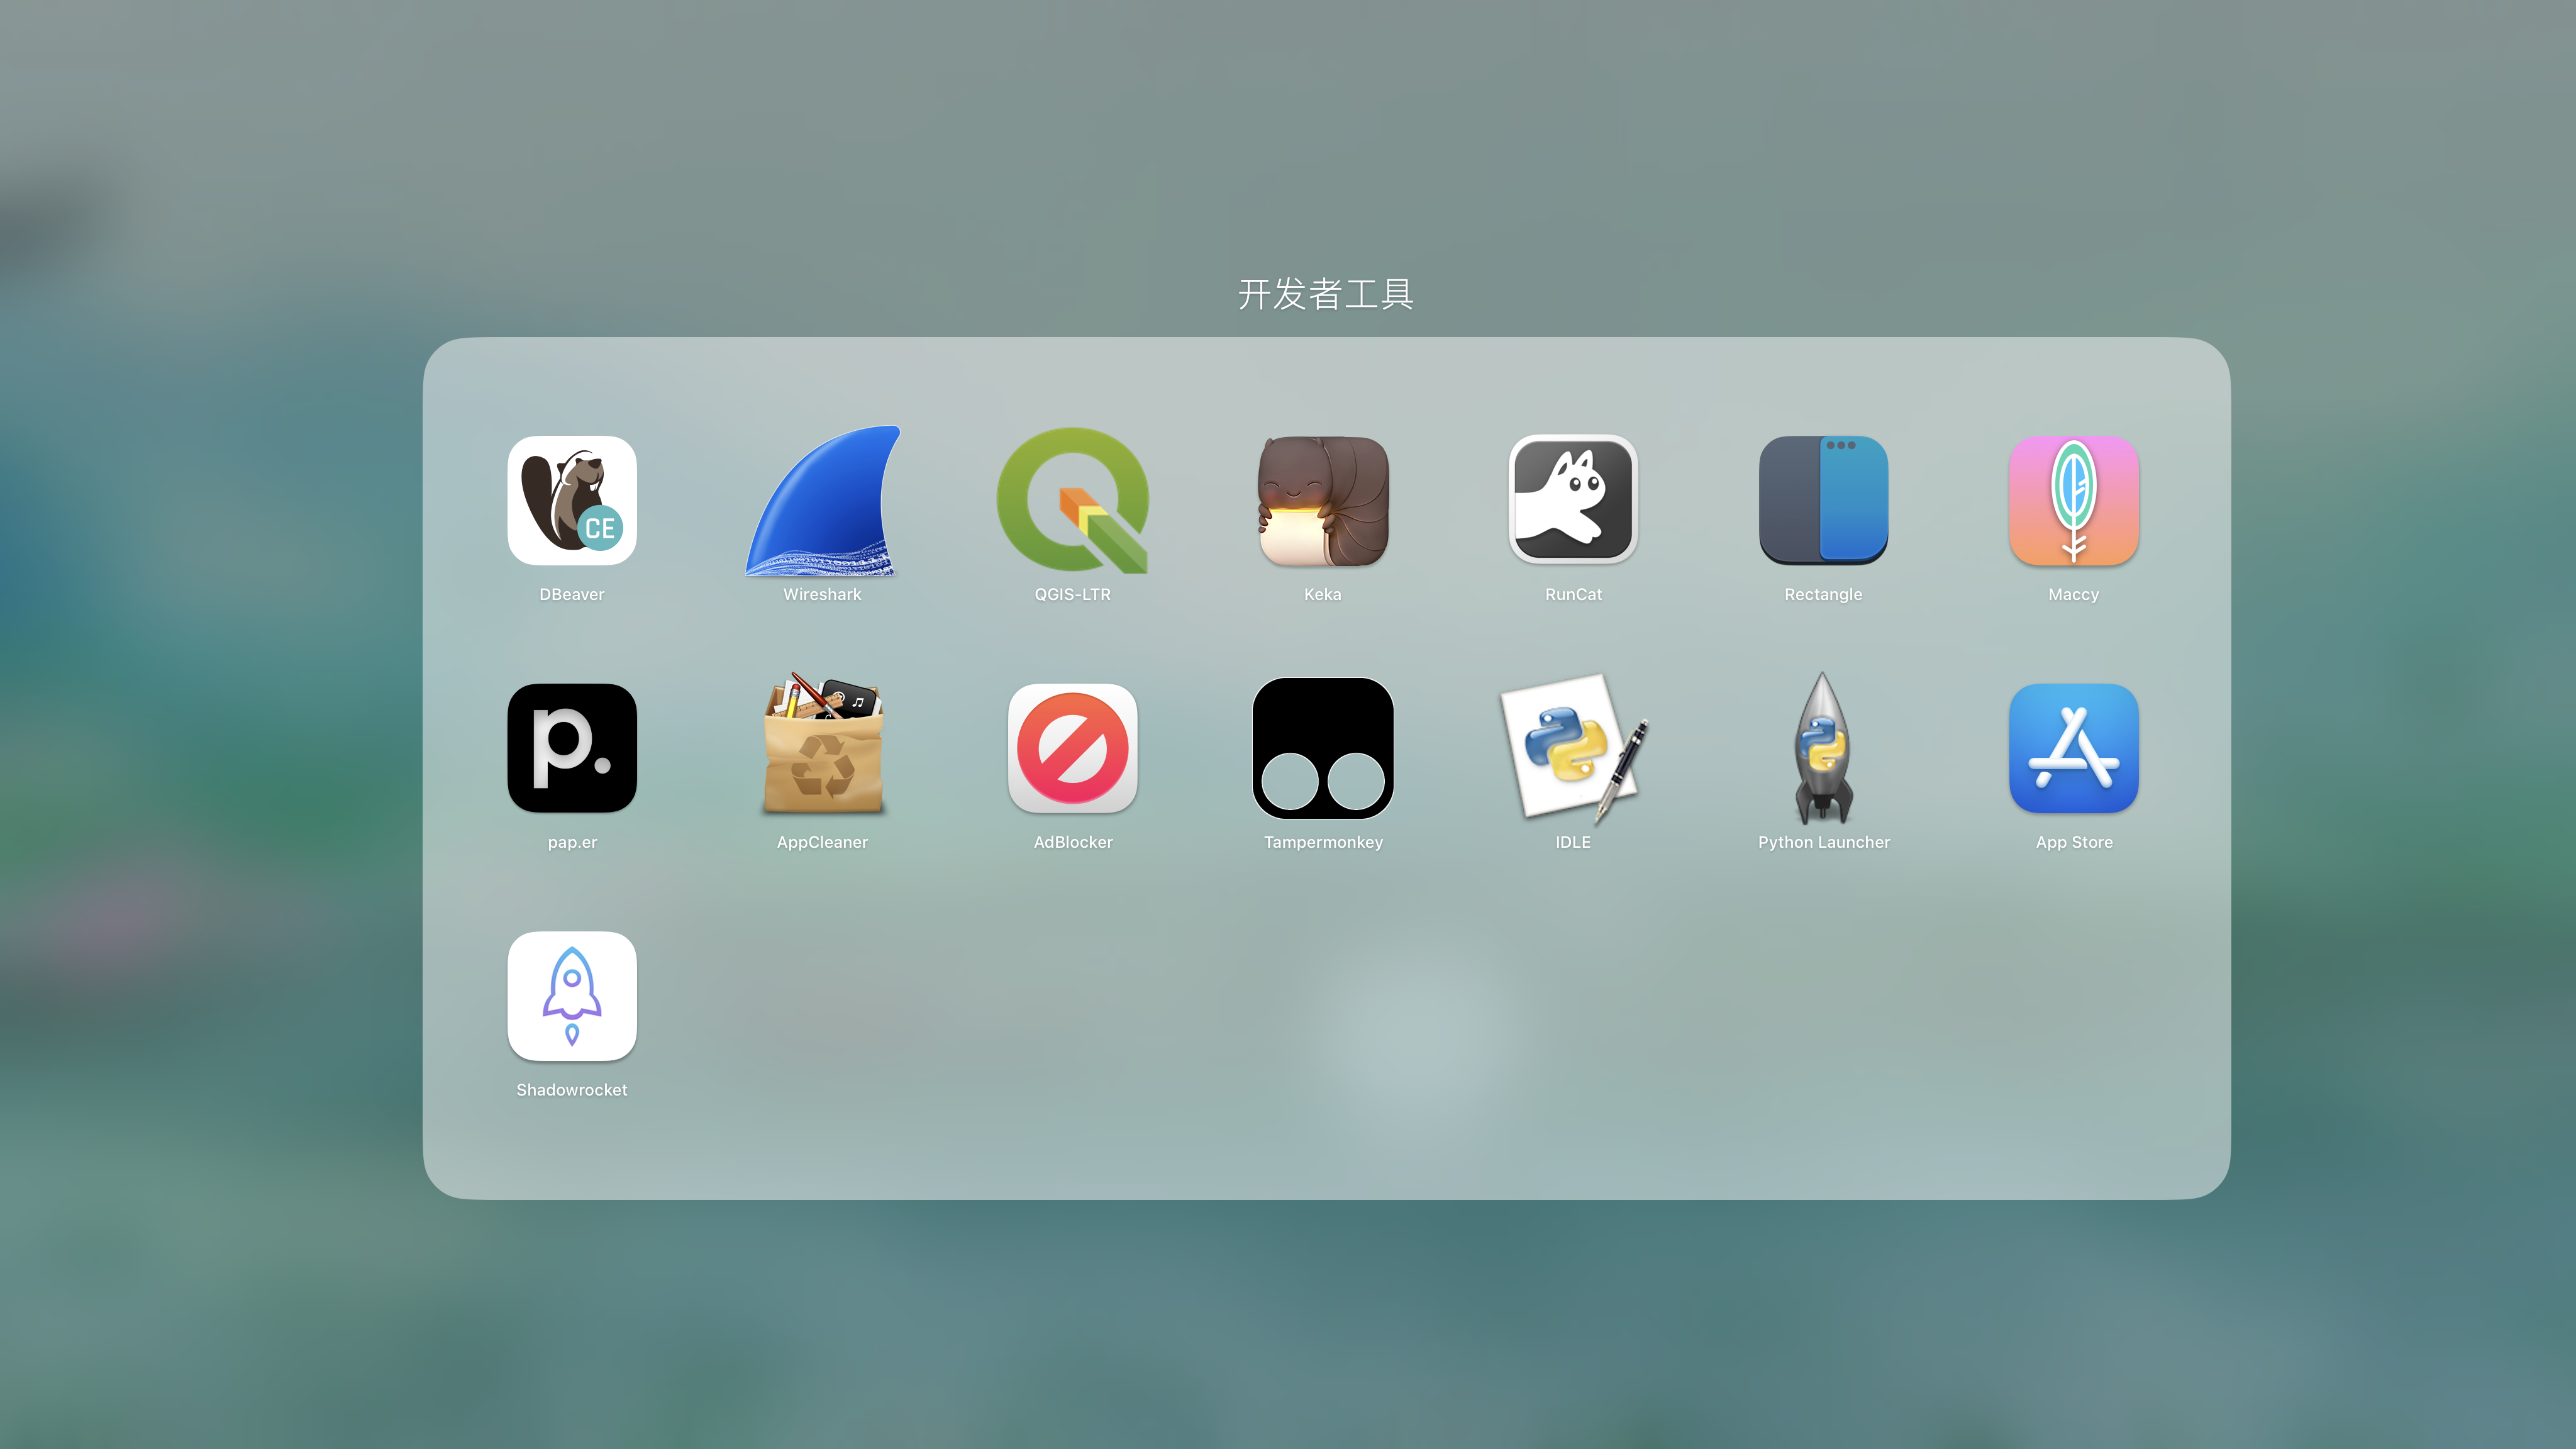 开发者工具
CE
DBeaver
Wireshark
QGIS-LTR
Keka
RunCat
Rectangle
Maccy
p.
pap.er
AppCleaner
AdBlocker
Tampermonkey
IDLE
Python Launcher
App Store
Shadowrocket